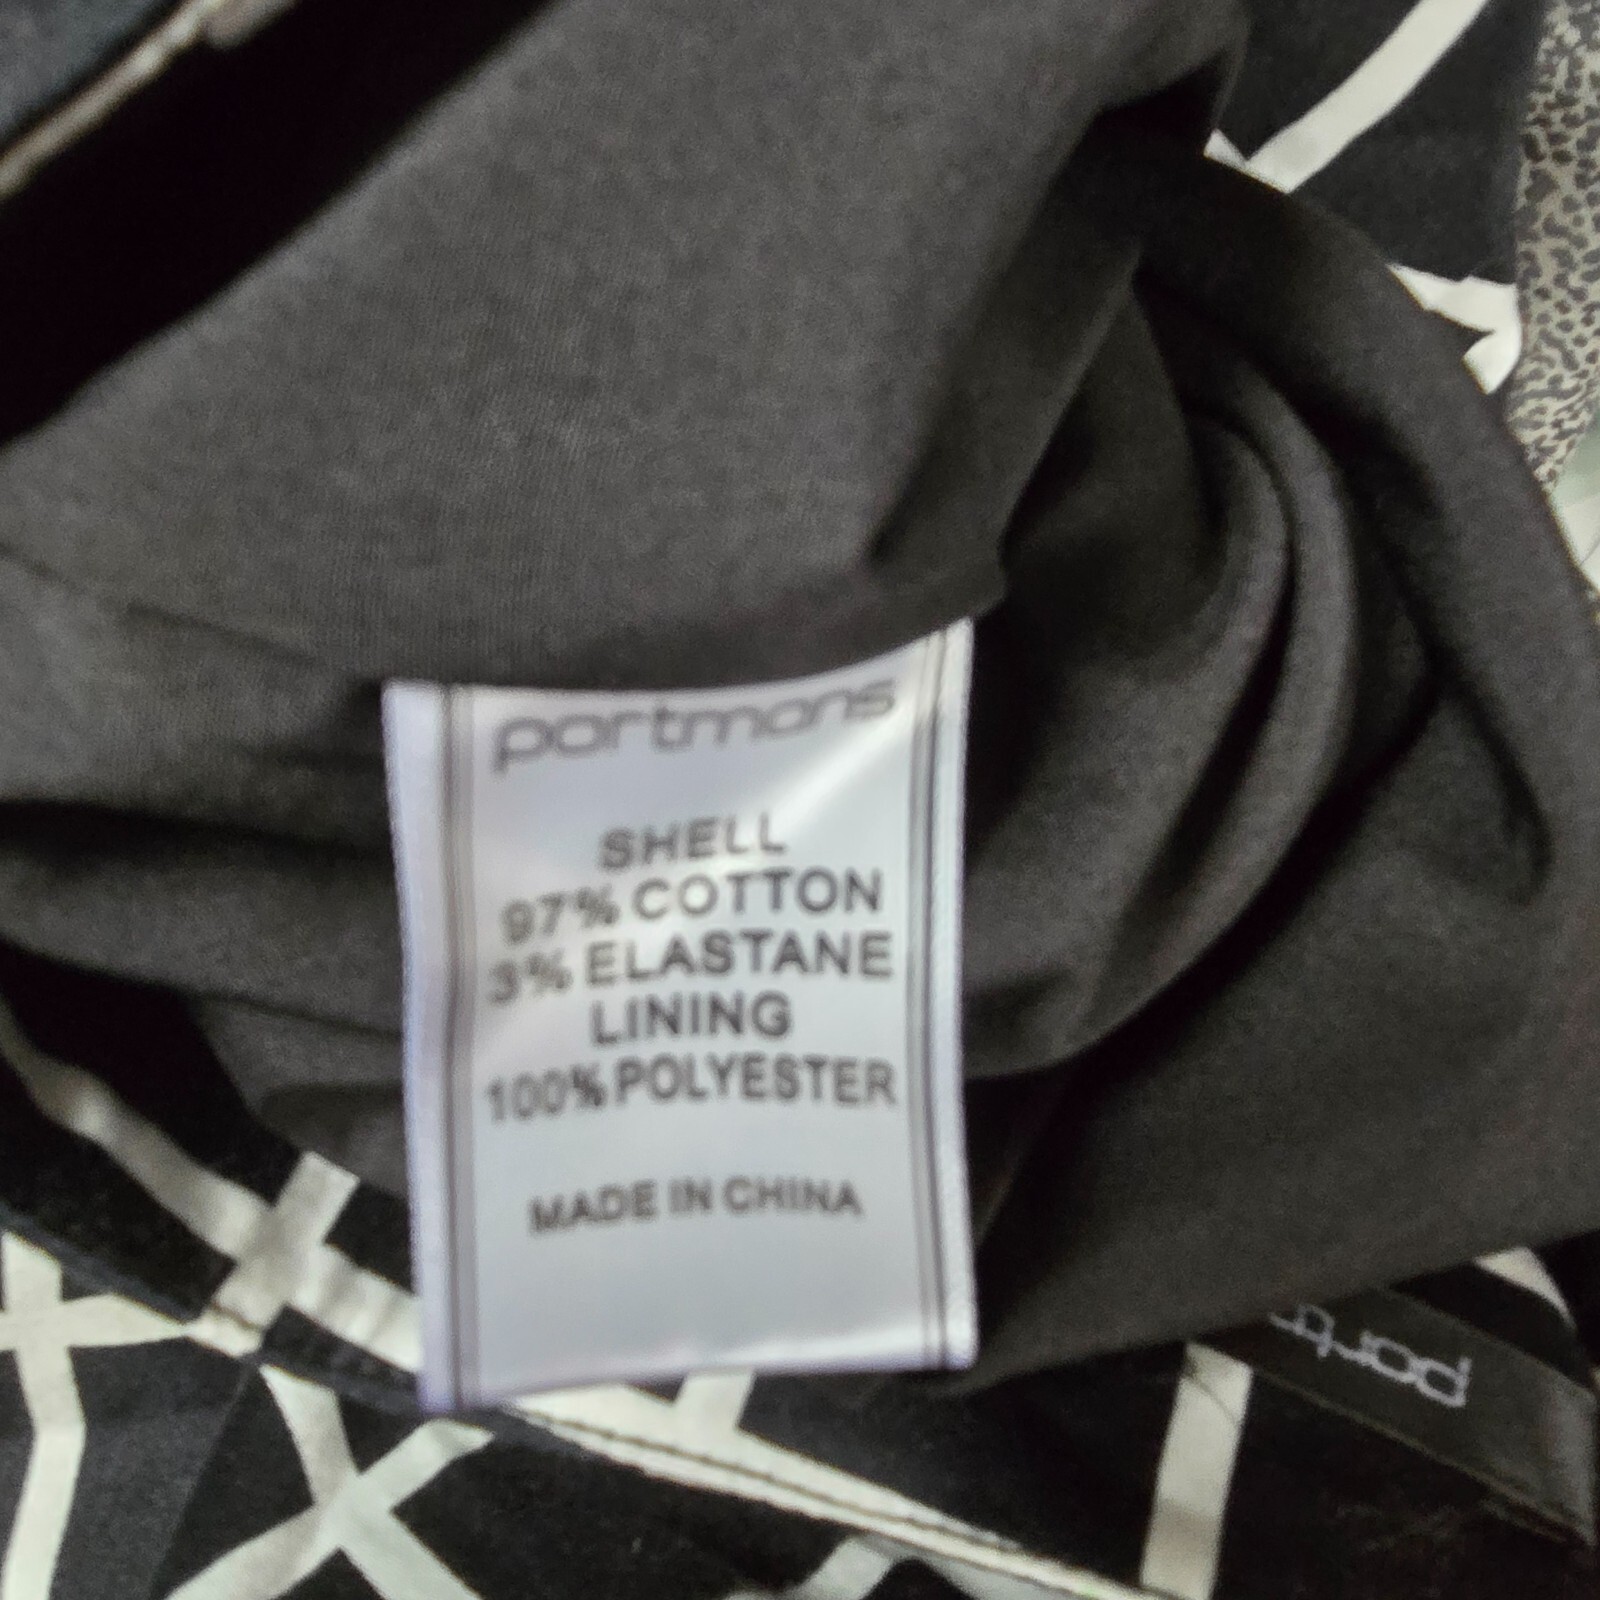 portmans
SHELL
97% COTTON
3% ELASTANE
LINING
100% POLYESTER
MADE IN CHINA